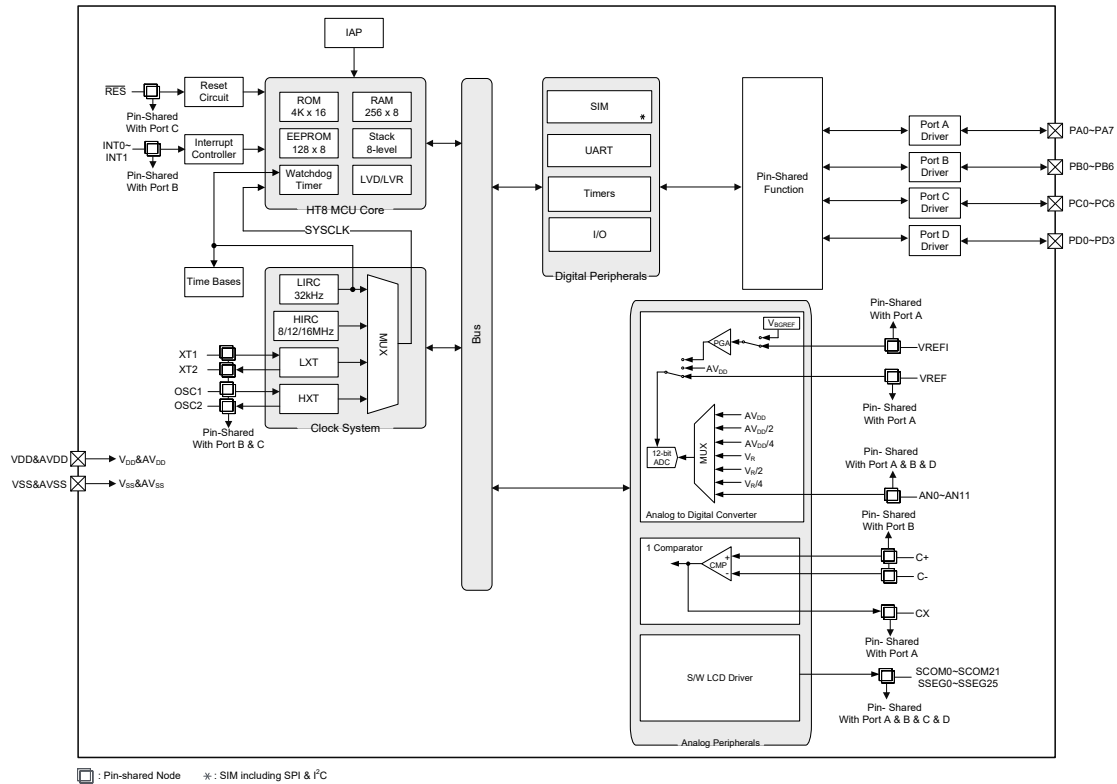 IAP
RES
Reset
Circuit
Pin-Shared
With Port C
INT0~
INT1
Interrupt
Controller
Pin-Shared
With Port B
ROM
4K x 16
RAM
256 x 8
EEPROM
128 x 8
Stack
8-level
Watchdog
Timer
LVD/LVR
HT8 MCU Core
SYSCLK
Time Bases
LIRC
32kHz
HIRC
8/12/16MHz
LXT
HXT
MUX
Clock System
XT1
XT2
OSC1
OSC2
Pin-Shared
With Port B & C
VDD&AVDD
VDD&AVDD
VSS&AVSS
VSS&AVSS
Bus
SIM
*
UART
Timers
I/O
Digital Peripherals
Pin-Shared
Function
Port A
Driver
PA0~PA7
Port B
Driver
PB0~PB6
Port C
Driver
PC0~PC6
Port D
Driver
PD0~PD3
VBGREF
PGA
AVDD
12-bit
ADC
MUX
AVDD
AVDD/2
AVDD/4
VR
VR/2
VR/4
Analog to Digital Converter
Pin-Shared
With Port A
VREFI
VREF
Pin- Shared
With Port A
Pin- Shared
With Port A & B & D
AN0~AN11
Pin- Shared
With Port B
1 Comparator
+
CMP
-
C+
C-
CX
Pin- Shared
With Port A
S/W LCD Driver
SCOM0~SCOM21
SSEG0~SSEG25
Pin- Shared
With Port A & B & C & D
Analog Peripherals
: Pin-shared Node
* : SIM including SPI & I²C